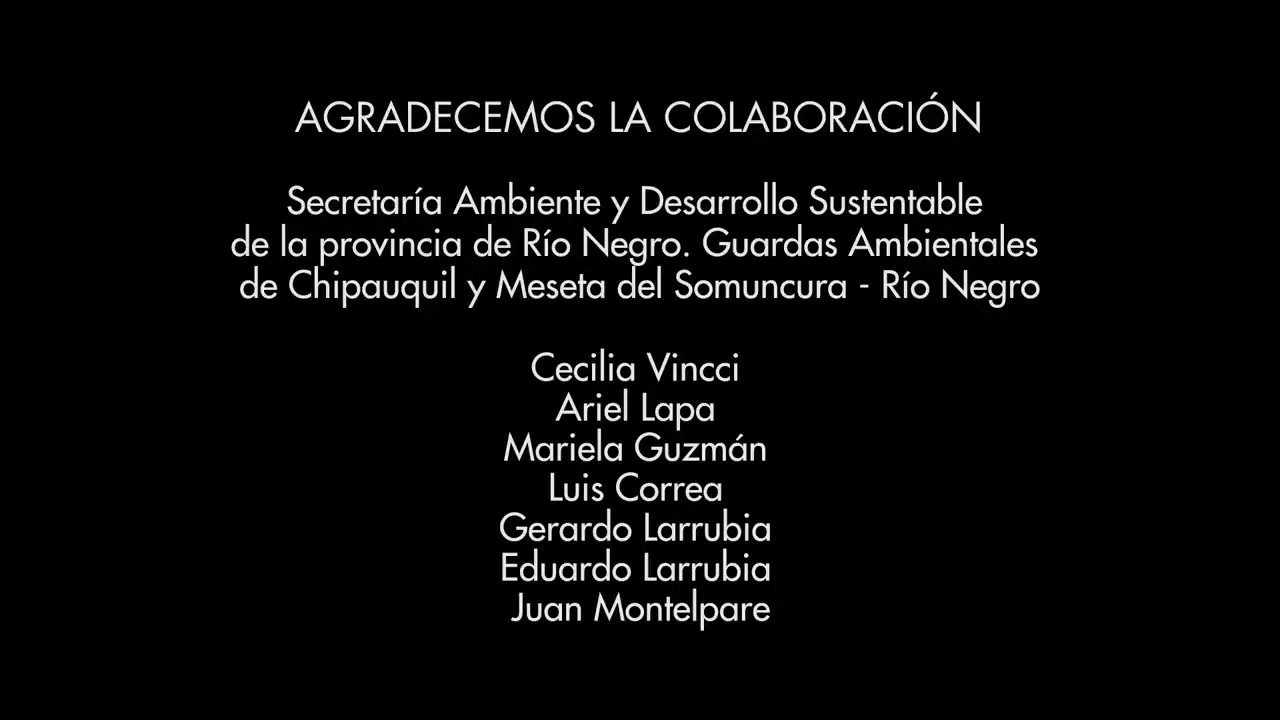 AGRADECEMOS LA COLABORACIÓN
Secretaría Ambiente y Desarrollo Sustentable
de la provincia de Río Negro. Guardas Ambientales
de Chipauquil y Meseta del Somuncura - Río Negro
Cecilia Vincci
Ariel Lapa
Mariela Guzmán
Luis Correa
Gerardo Larrubia
Eduardo Larrubia
Juan Montelpare